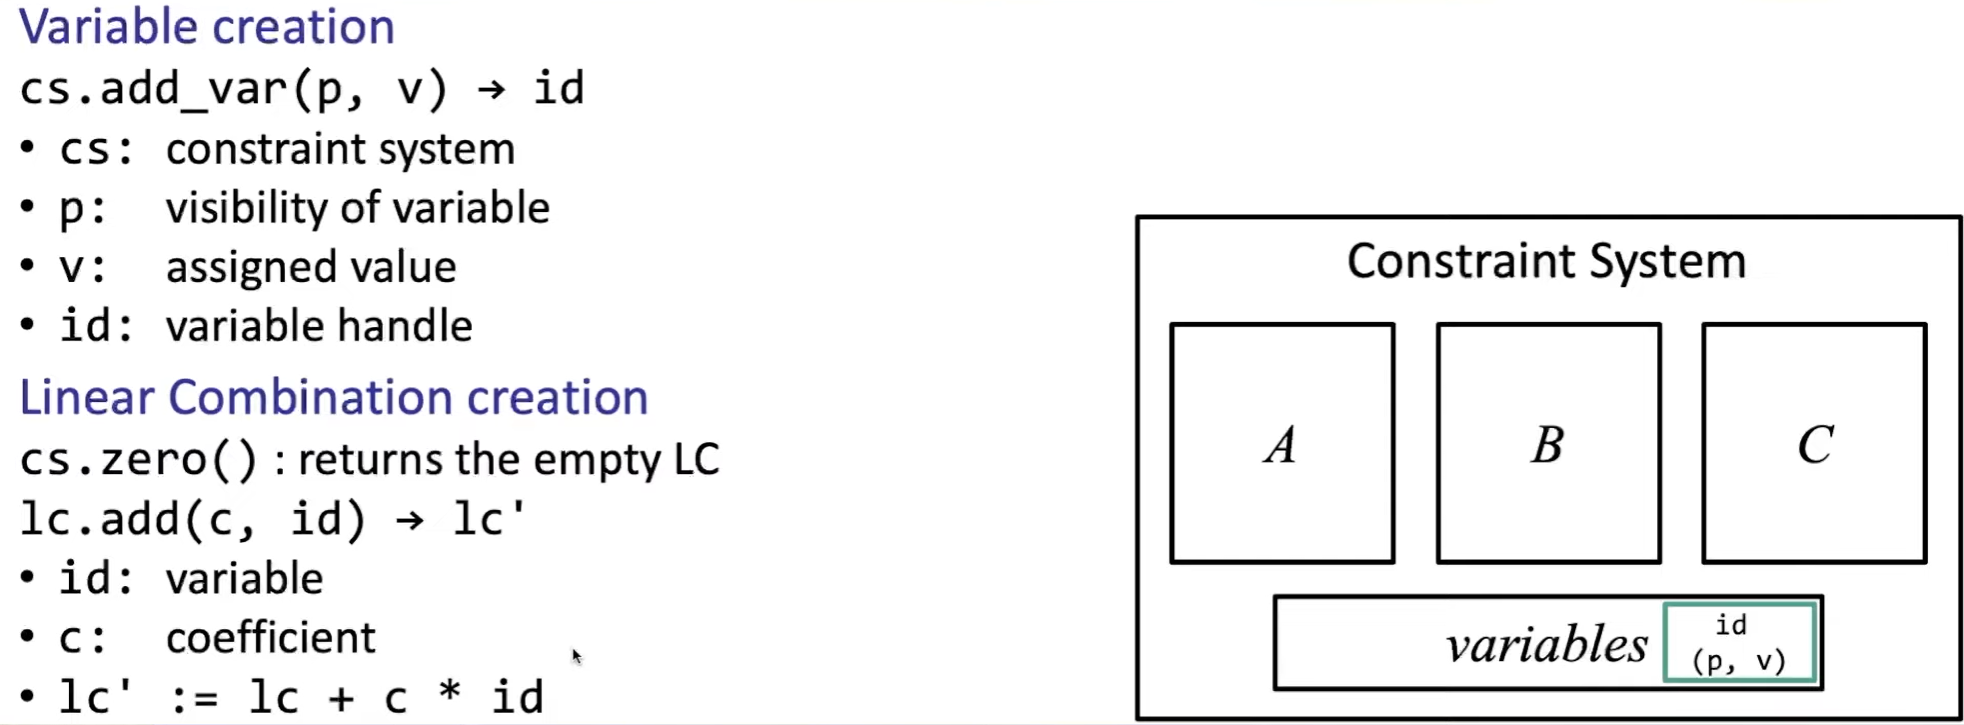 Variable creation
cs.add_var(p, v) → id
• cs: constraint system
• p: visibility of variable
• v: assigned value
• id: variable handle
Linear Combination creation
cs.zero() : returns the empty LC
lc.add(c, id) → lc'
• id: variable
• c: coefficient
• lc' := lc + c * id
Constraint System
A B C
variables
id
(p, v)